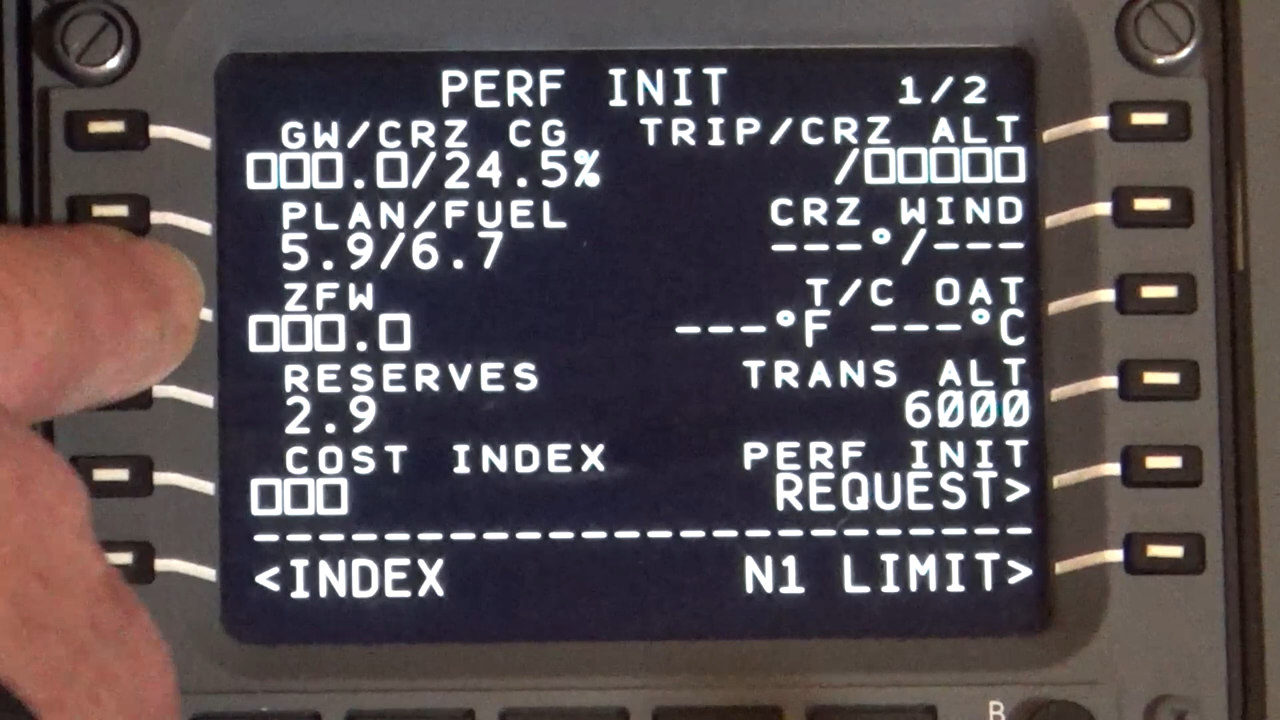 PERF INIT 1/2
GW/CRZ CG TRIP/CRZ ALT
□□□.□/24.5% /□□□□□
PLAN/FUEL CRZ WIND
5.9/6.7 ---°/---
ZFW T/C OAT
□□□.□ ---°F ---°C
RESERVES TRANS ALT
2.9 6000
COST INDEX PERF INIT
□□□ REQUEST>
--------------------
<INDEX N1 LIMIT>
B